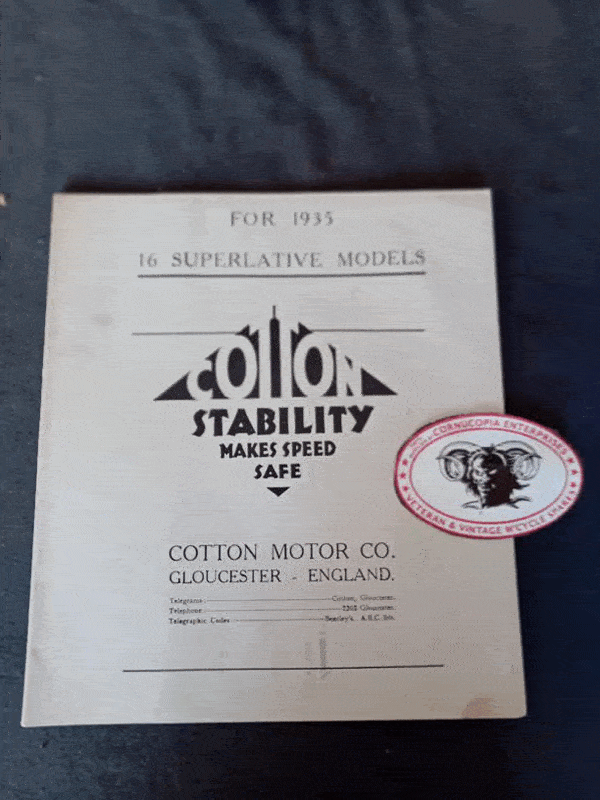 FOR 1935
16 SUPERLATIVE MODELS
COTTON
STABILITY
MAKES SPEED
SAFE
COTTON MOTOR CO.
GLOUCESTER - ENGLAND.
Telegrams Cotton, Gloucester.
Telephone Gloucester.
Telegraphic Codes Bentley's. A.B.C. 5th.
CORNUCOPIA ENTERPRISES
VETERAN & VINTAGE M'CYCLE SPARES